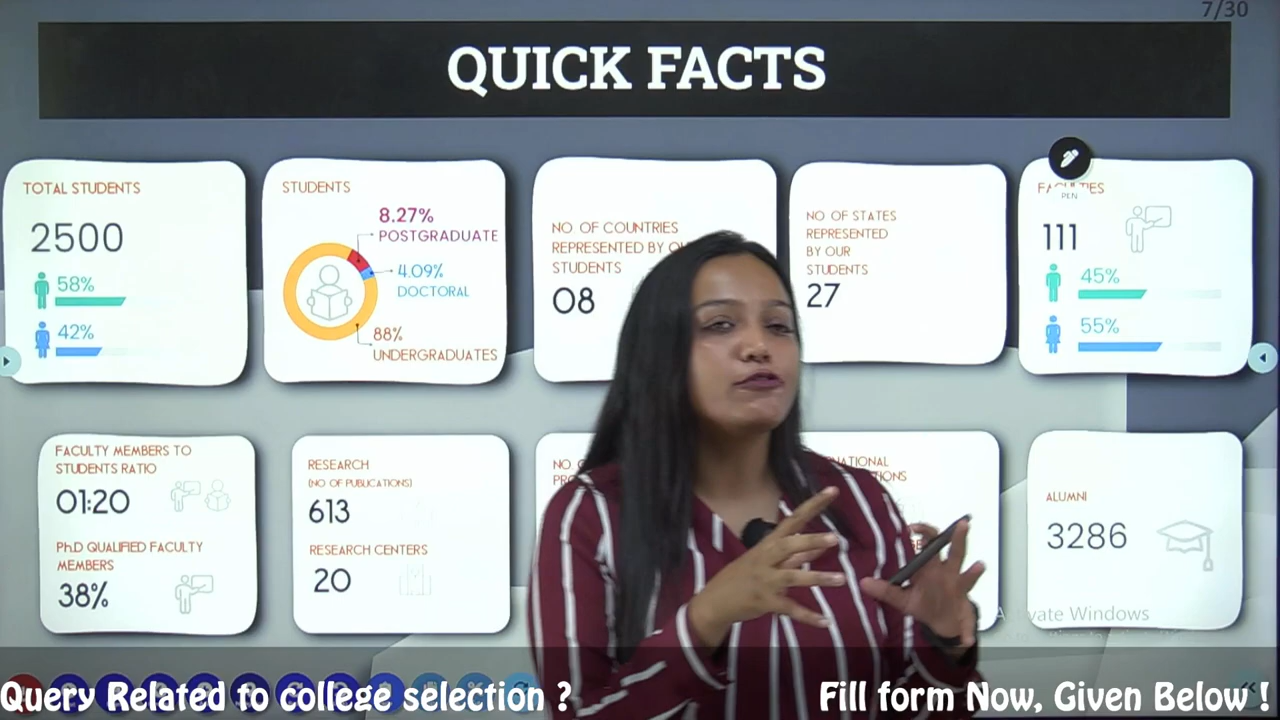 7/30
QUICK FACTS
TOTAL STUDENTS
2500
58%
42%
STUDENTS
8.27%
POSTGRADUATE
4.09%
DOCTORAL
88%
UNDERGRADUATES
NO. OF COUNTRIES
REPRESENTED BY
STUDENTS
08
NO OF STATES
REPRESENTED
BY OUR
STUDENTS
27
PEN
111
45%
55%
FACULTY MEMBERS TO
STUDENTS RATIO
01:20
PhD QUALIFIED FACULTY
MEMBERS
38%
RESEARCH
(NO OF PUBLICATIONS)
613
RESEARCH CENTERS
20
ALUMNI
3286
Windows
Query Related to college selection ?
Fill form Now, Given Below !